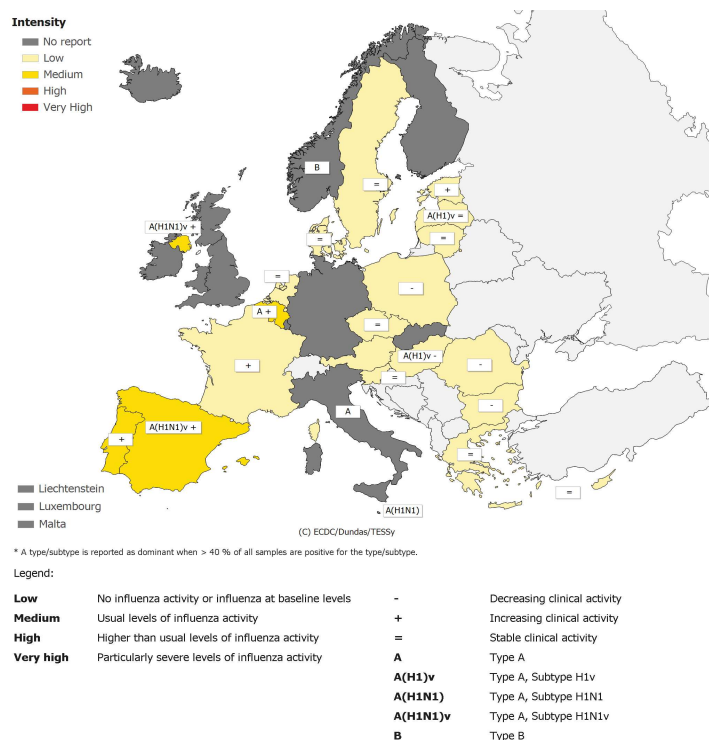 Intensity
No report
Low
Medium
High
Very High
B
=
+
A(H1)v =
=
A(H1N1)v +
=
=
-
A +
=
+
A(H1)v -
-
=
-
+
A(H1N1)v +
A
=
=
Liechtenstein
Luxembourg
Malta
A(H1N1)
(C) ECDC/Dundas/TESSy
* A type/subtype is reported as dominant when > 40 % of all samples are positive for the type/subtype.
Legend:
Low No influenza activity or influenza at baseline levels - Decreasing clinical activity
Medium Usual levels of influenza activity + Increasing clinical activity
High Higher than usual levels of influenza activity = Stable clinical activity
Very high Particularly severe levels of influenza activity A Type A
A(H1)v Type A, Subtype H1v
A(H1N1) Type A, Subtype H1N1
A(H1N1)v Type A, Subtype H1N1v
B Type B